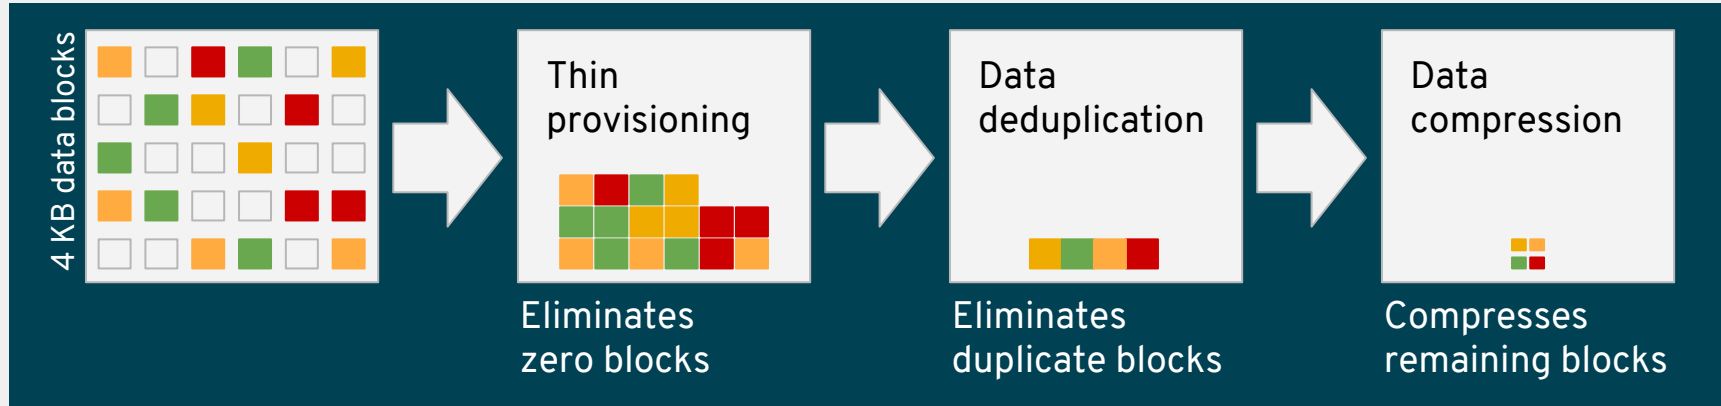 4 KB data blocks
Thin
provisioning
Eliminates
zero blocks
Data
deduplication
Eliminates
duplicate blocks
Data
compression
Compresses
remaining blocks